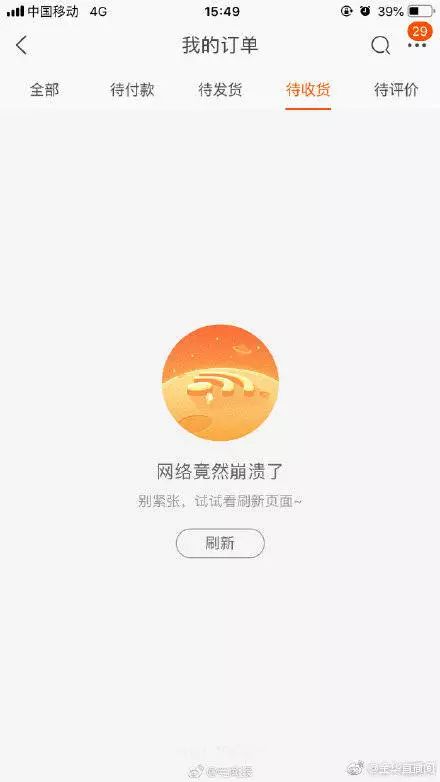 中国移动 4G 15:49 39%
我的订单 29
全部 待付款 待发货 待收货 待评价
网络竟然崩溃了
别紧张，试试看刷新页面~
刷新